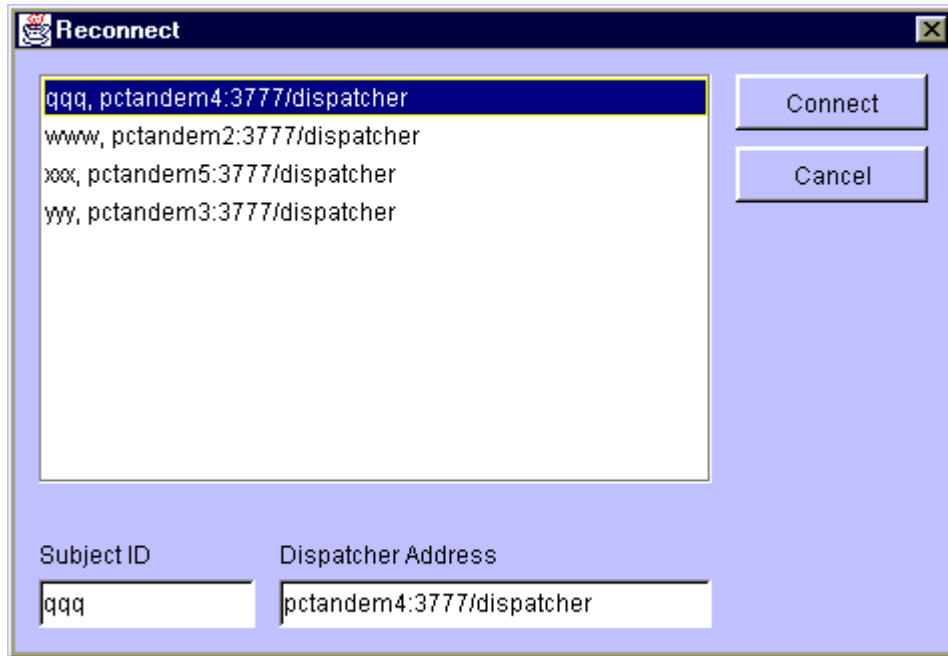 Reconnect
qqq, pctandem4:3777/dispatcher
www, pctandem2:3777/dispatcher
xxx, pctandem5:3777/dispatcher
yyy, pctandem3:3777/dispatcher
Connect
Cancel
Subject ID
Dispatcher Address
qqq
pctandem4:3777/dispatcher